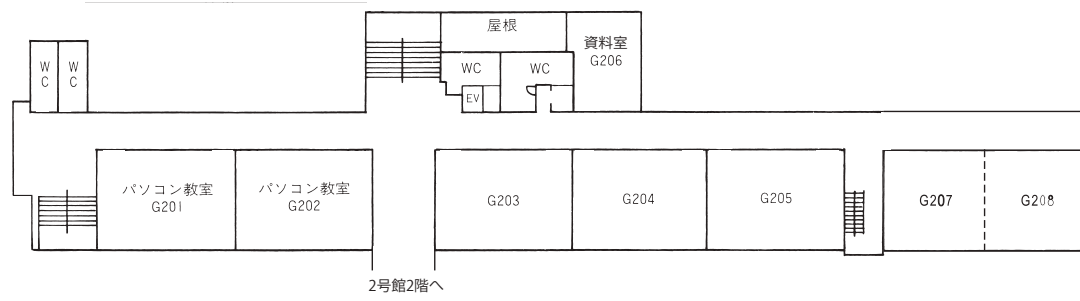 屋根
資料室
G206
W
C
W
C
WC
WC
EV
パソコン教室
G201
パソコン教室
G202
G203
G204
G205
G207
G208
2号館2階へ